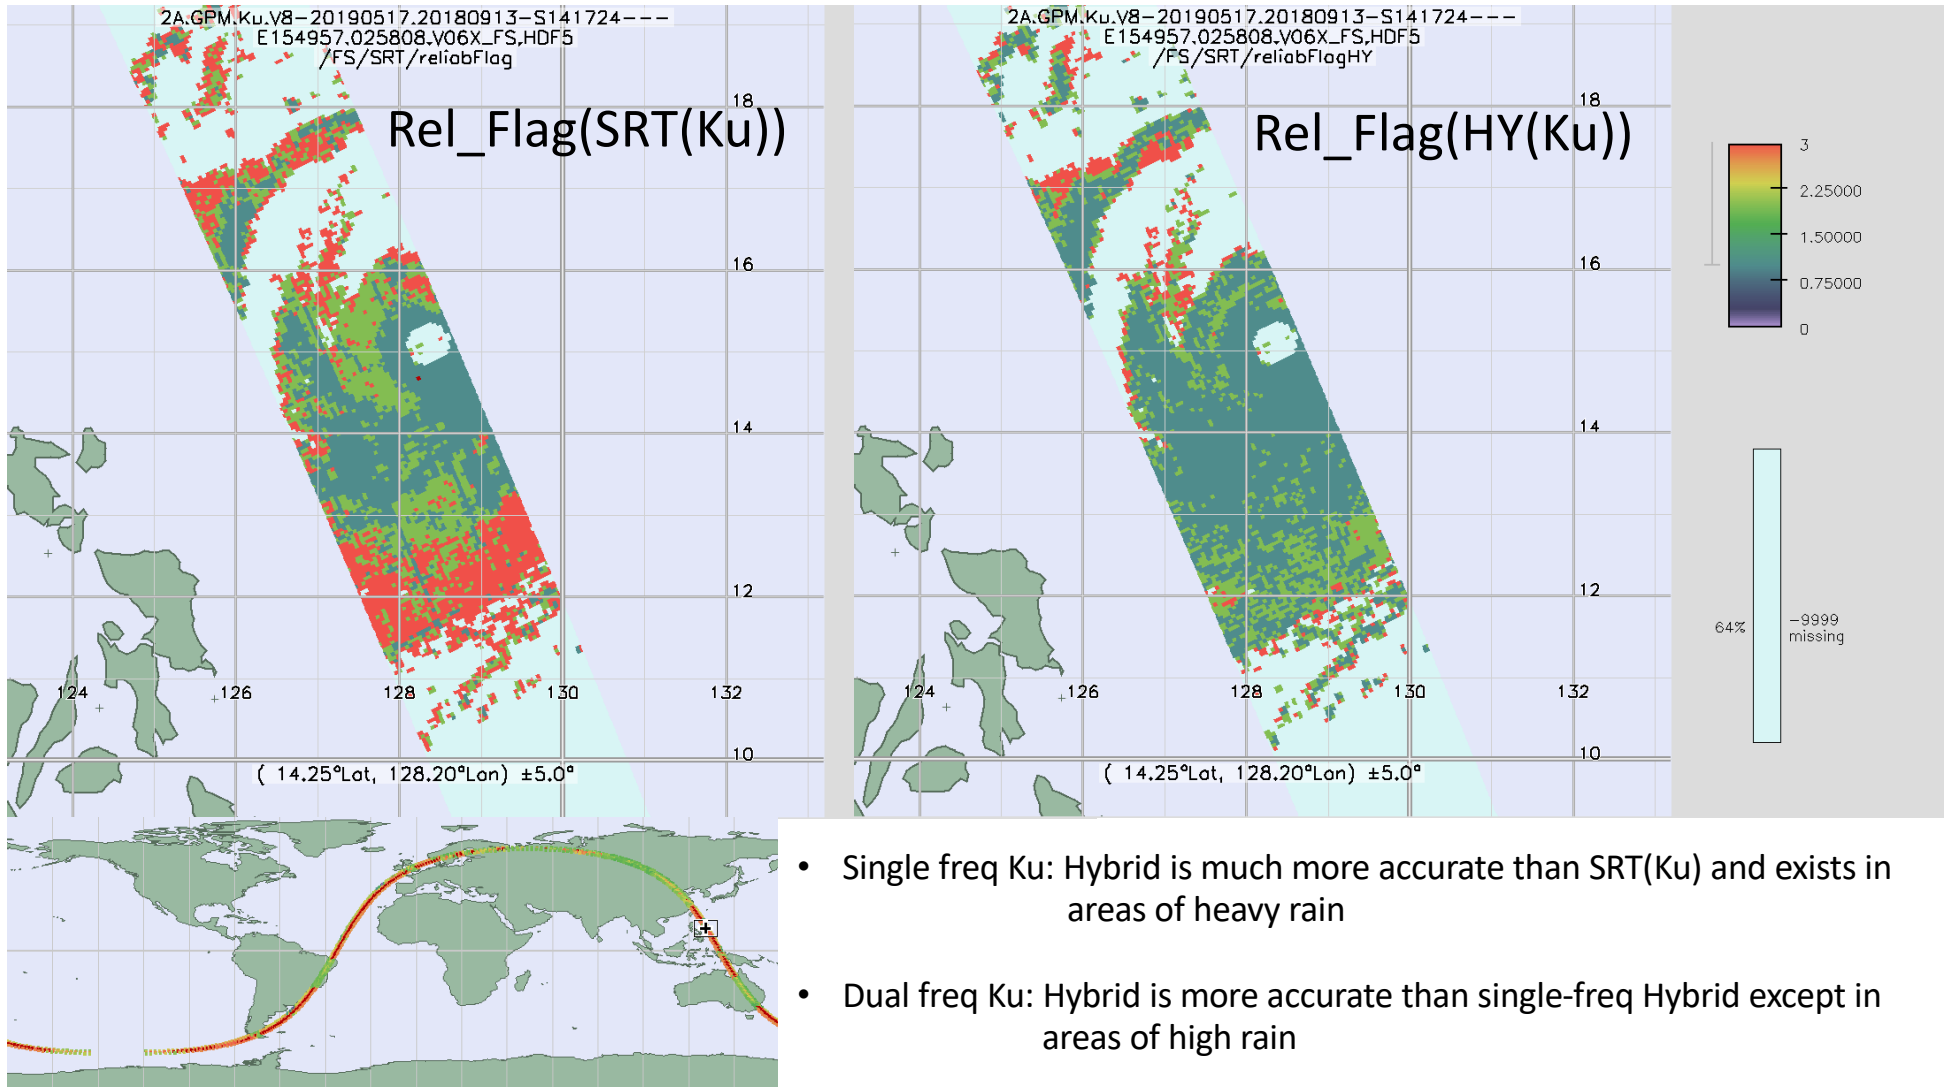 2A.GPM.Ku.V8-20190517.20180913-S141724---
E154957.025808.V06X_FS.HDF5
/FS/SRT/reliabFlag
Rel_Flag(SRT(Ku))
18
16
14
12
124
126
128
130
132
10
( 14.25°Lat, 128.20°Lon) ±5.0°
2A.GPM.Ku.V8-20190517.20180913-S141724---
E154957.025808.V06X_FS.HDF5
/FS/SRT/reliabFlagHY
Rel_Flag(HY(Ku))
18
16
14
12
124
126
128
130
132
10
( 14.25°Lat, 128.20°Lon) ±5.0°
3
2.25000
1.50000
0.75000
0
64%
-9999
missing
• Single freq Ku: Hybrid is much more accurate than SRT(Ku) and exists in
areas of heavy rain
• Dual freq Ku: Hybrid is more accurate than single-freq Hybrid except in
areas of high rain